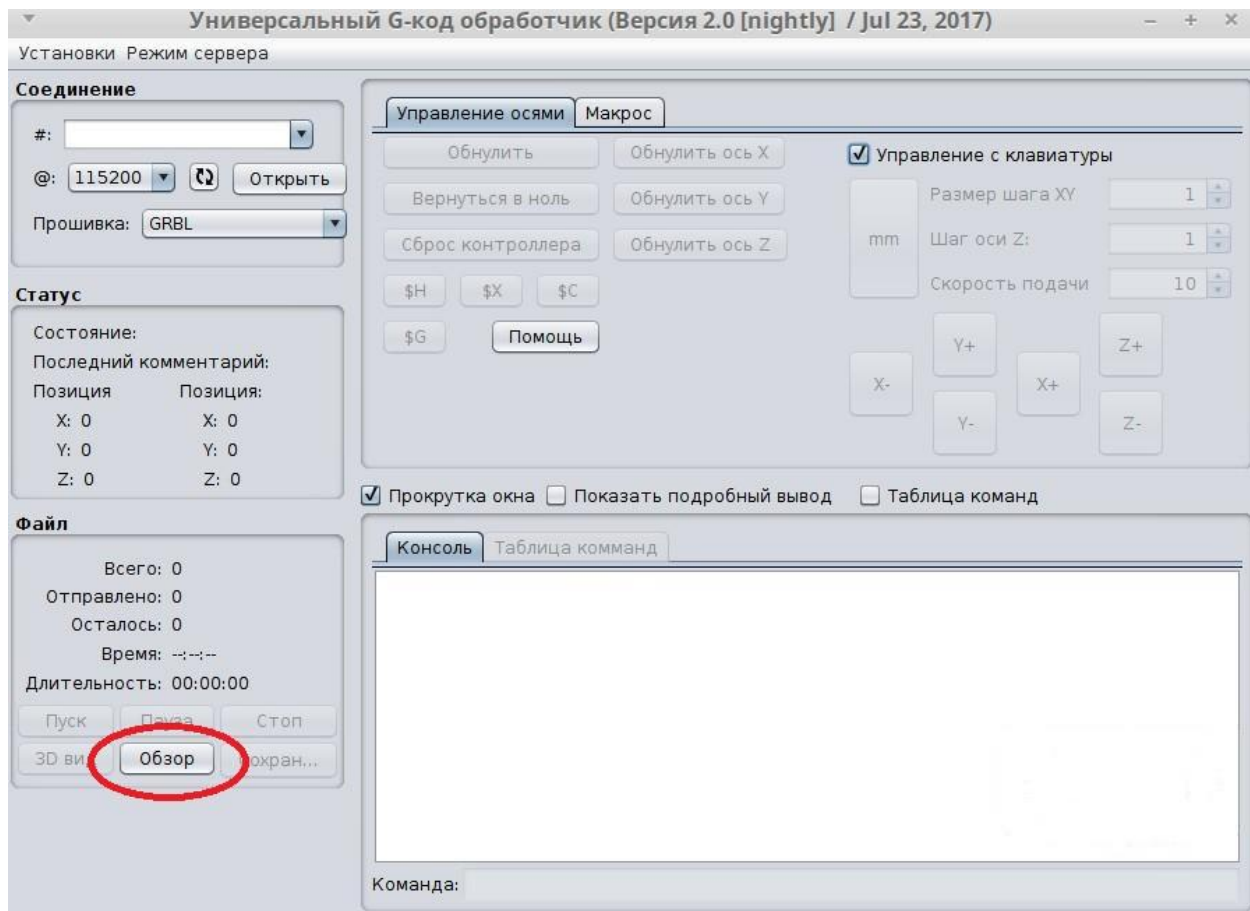 Универсальный G-код обработчик (Версия 2.0 [nightly] / Jul 23, 2017)
Установки Режим сервера
Соединение
#:
@: 115200 Открыть
Прошивка: GRBL
Статус
Состояние:
Последний комментарий:
Позиция Позиция:
X: 0 X: 0
Y: 0 Y: 0
Z: 0 Z: 0
Файл
Всего: 0
Отправлено: 0
Осталось: 0
Время: --:--:--
Длительность: 00:00:00
Пуск Пауза Стоп
3D ви Обзор охран...
Управление осями Макрос
Обнулить Обнулить ось X
Вернуться в ноль Обнулить ось Y
Сброс контроллера Обнулить ось Z
$H $X $C
$G Помощь
Управление с клавиатуры
mm
Размер шага XY 1
Шаг оси Z: 1
Скорость подачи 10
Y+ Z+
X- X+
Y- Z-
Прокрутка окна Показать подробный вывод Таблица команд
Консоль Таблица комманд
Команда: